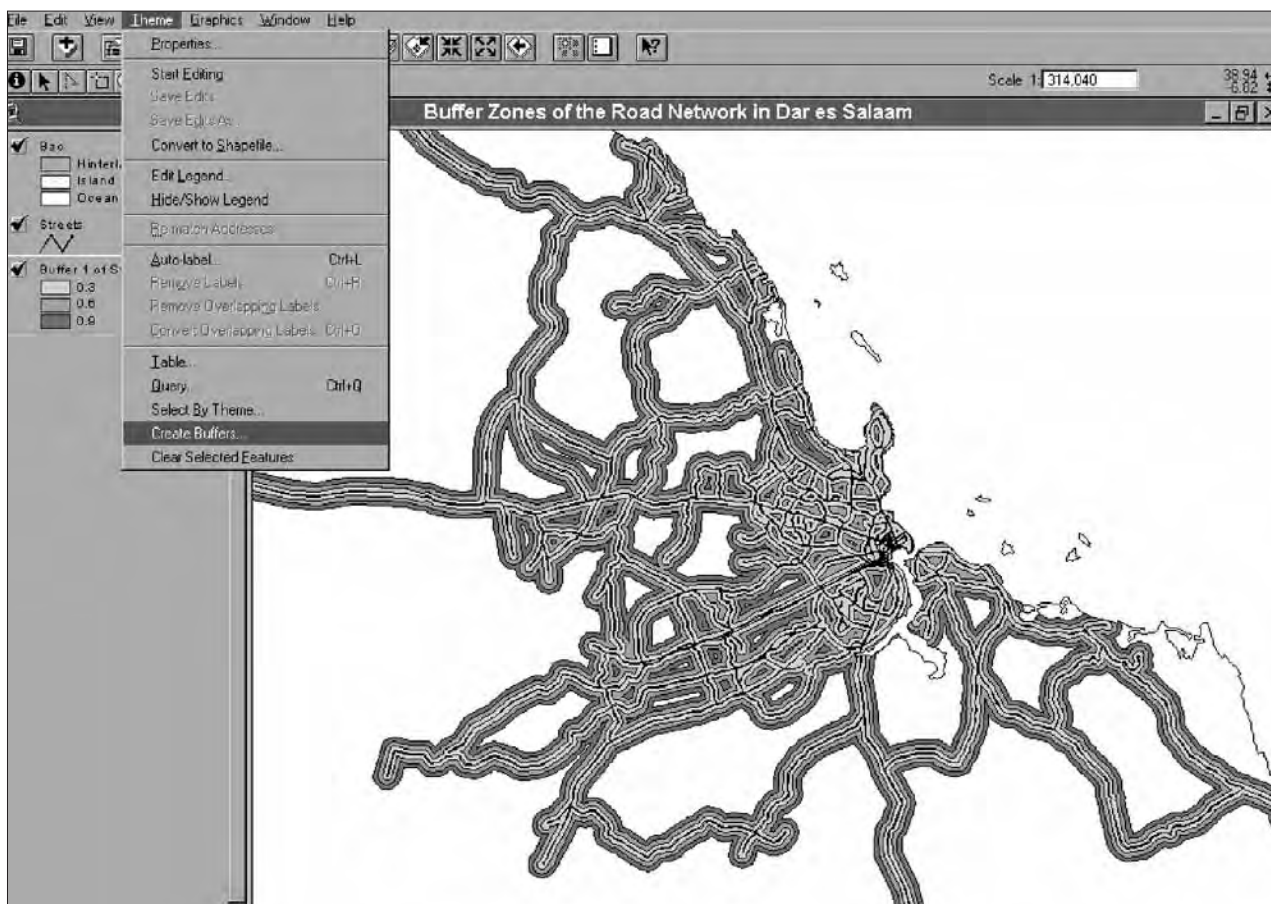 File Edit View Theme Graphics Window Help
Properties...
Start Editing
Save Edits
Save Edits As...
Convert to Shapefile...
Edit Legend...
Hide/Show Legend
Re-match Addresses
Auto-label... Ctrl+L
Remove Labels Ctrl+R
Remove Overlapping Labels
Convert Overlapping Labels Ctrl+O
Table...
Query... Ctrl+Q
Select By Theme...
Create Buffers...
Clear Selected Features
Scale 1: 314,040
38.94
-6.82
Buffer Zones of the Road Network in Dar es Salaam
Island
Ocean
Streets
Buffer 1 of
0.3
0.6
0.9